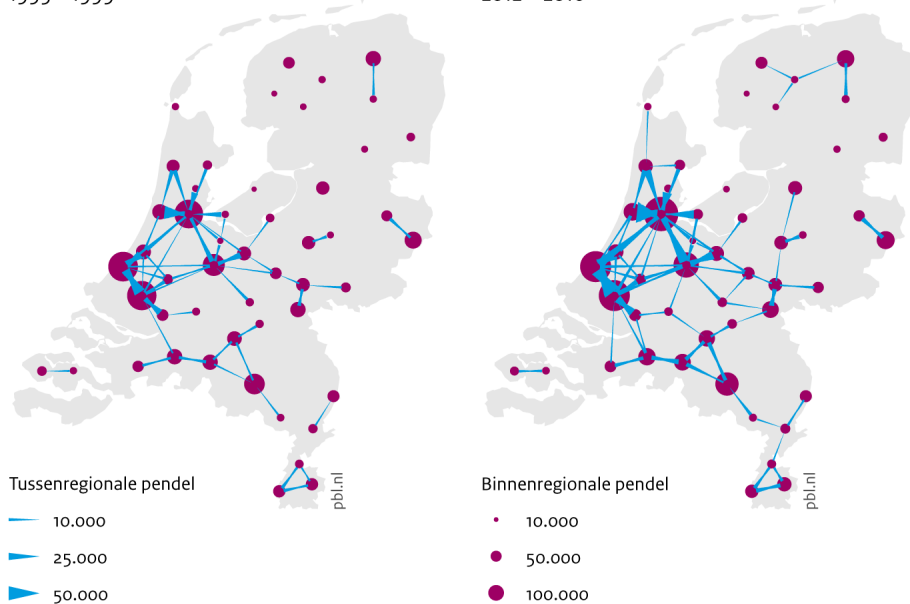 Tussenregionale pendel
10.000
25.000
50.000
pbl.nl
Binnenregionale pendel
10.000
50.000
100.000
pbl.nl